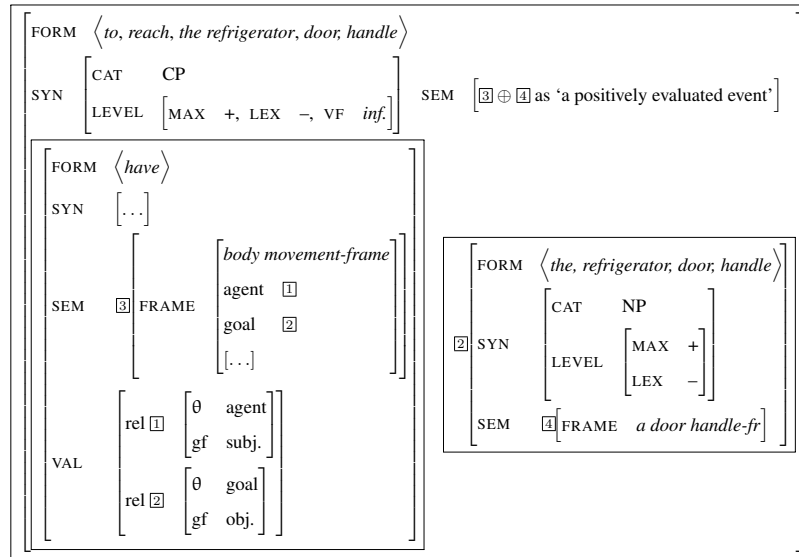 FORM ⟨to, reach, the refrigerator, door, handle⟩
SYN [CAT CP
LEVEL [MAX +, LEX –, VF inf.]] SEM [3 ⊕ 4 as ‘a positively evaluated event’]
FORM ⟨have⟩
SYN [...]
SEM 3 [FRAME [body movement-frame
agent 1
goal 2
[...]]]
VAL [rel 1 [θ agent
gf subj.]
rel 2 [θ goal
gf obj.]]
2 [FORM ⟨the, refrigerator, door, handle⟩
SYN [CAT NP
LEVEL [MAX +
LEX –]]
SEM 4 [FRAME a door handle-fr]]